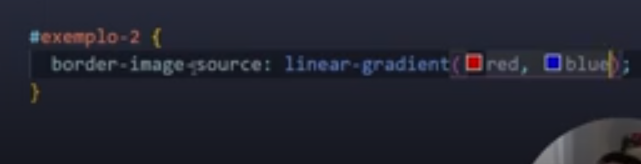 #exemplo-2 {
border-image-source: linear-gradient(red, blue);
}